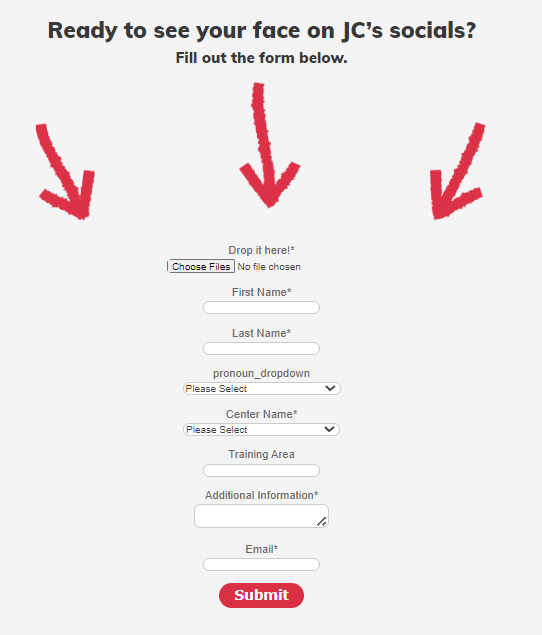 Ready to see your face on JC's socials?
Fill out the form below.
Drop it here!*
Choose Files No file chosen
First Name*
Last Name*
pronoun_dropdown
Please Select
Center Name*
Please Select
Training Area
Additional Information*
Email*
Submit